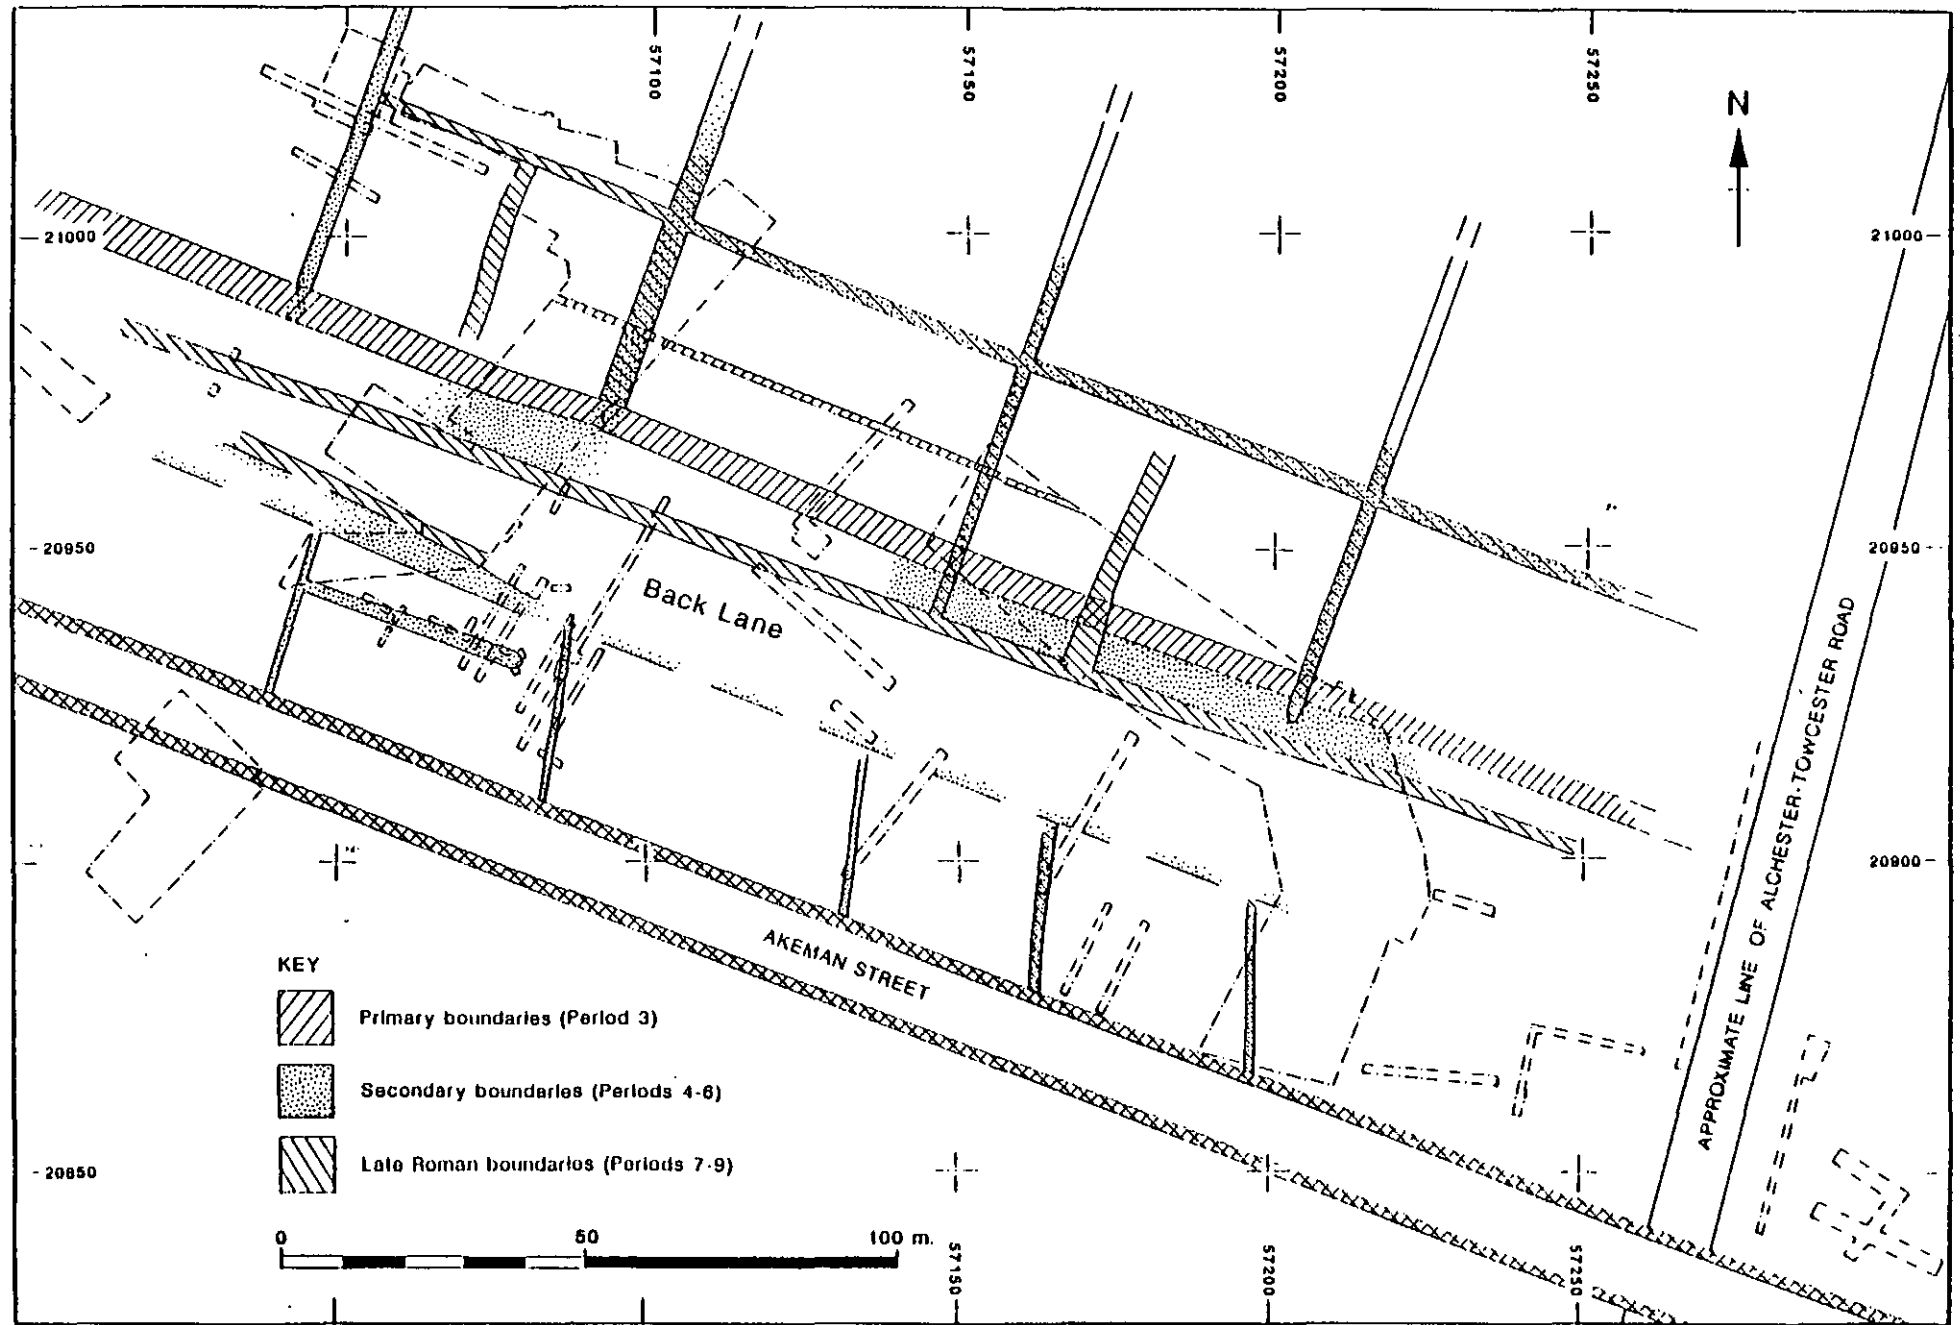 57100
57150
57200
57250
N
21000
21000
20950
20950
Back Lane
20900
AKEMAN STREET
APPROXIMATE LINE OF ALCHESTER-TOWCESTER ROAD
KEY
Primary boundaries (Period 3)
Secondary boundaries (Periods 4-6)
Late Roman boundaries (Periods 7-9)
20850
0 50 100 m.
57150
57200
57250